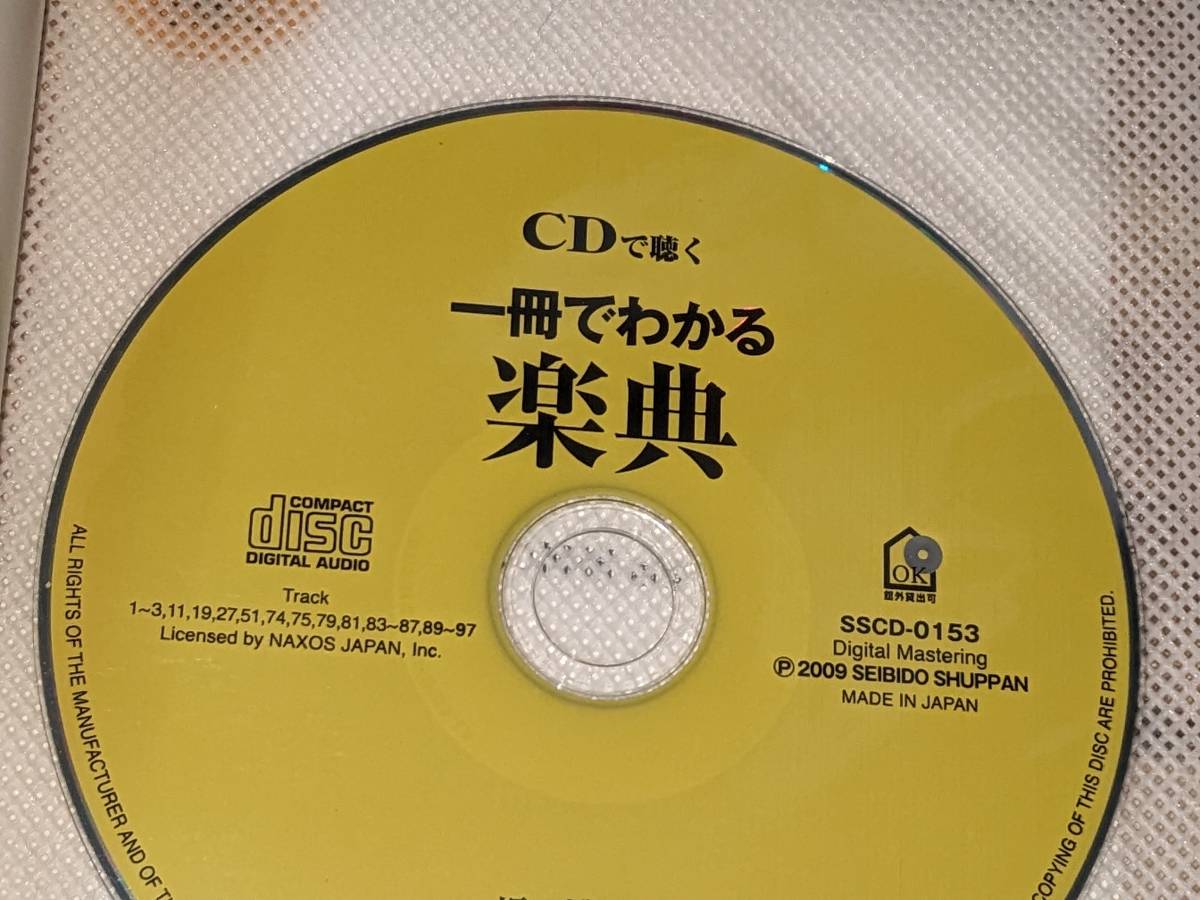 CDで聴く
一冊でわかる
楽典
COMPACT
disc
DIGITAL AUDIO
Track
1~3,11,19,27,51,74,75,79,81,83~87,89~97
Licensed by NAXOS JAPAN, Inc.
OK
館外貸出可
SSCD-0153
Digital Mastering
Ⓟ 2009 SEIBIDO SHUPPAN
MADE IN JAPAN
ALL RIGHTS OF THE MANUFACTURER AND OF
COPYING OF THIS DISC ARE PROHIBITED.